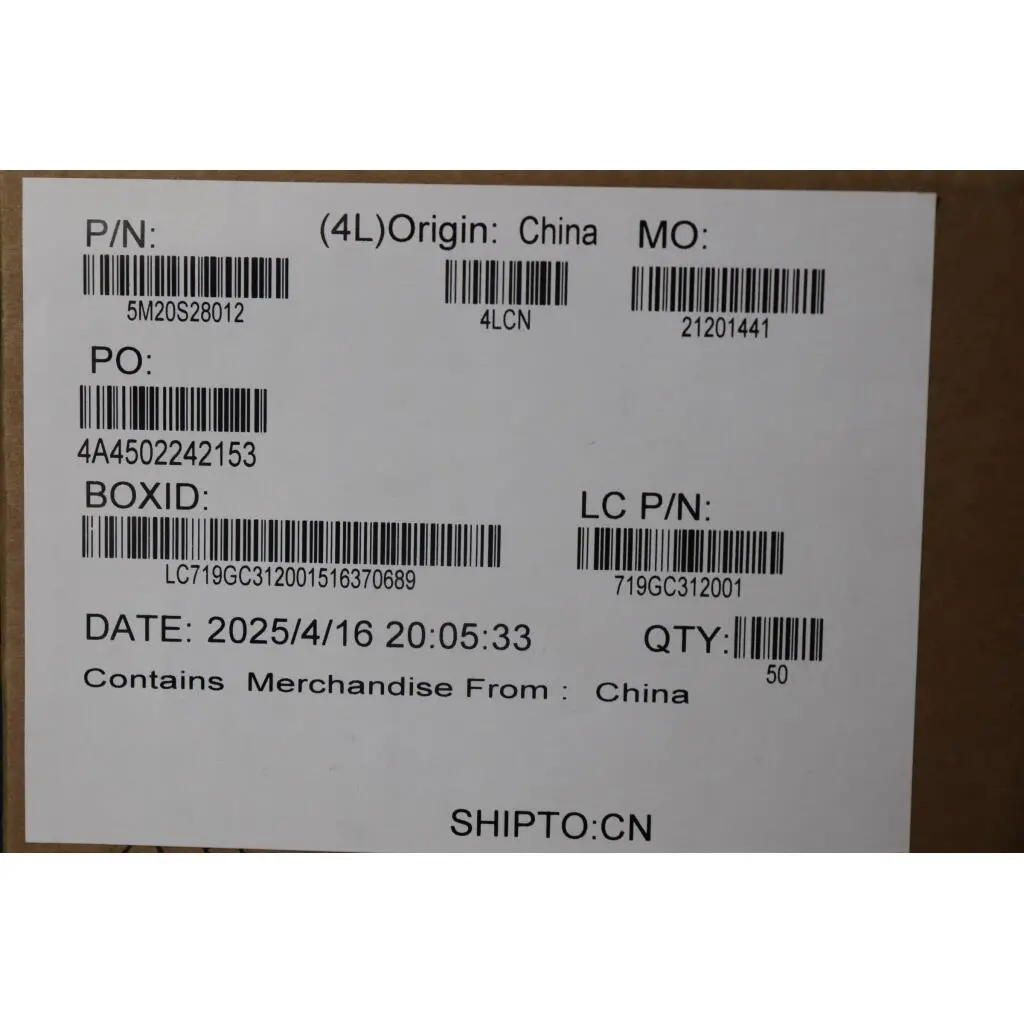 P/N: (4L)Origin: China MO:
5M20S28012 4LCN 21201441
PO:
4A4502242153
BOXID: LC P/N:
LC719GC312001516370689 719GC312001
DATE: 2025/4/16 20:05:33 QTY:
50
Contains Merchandise From : China
SHIPTO:CN